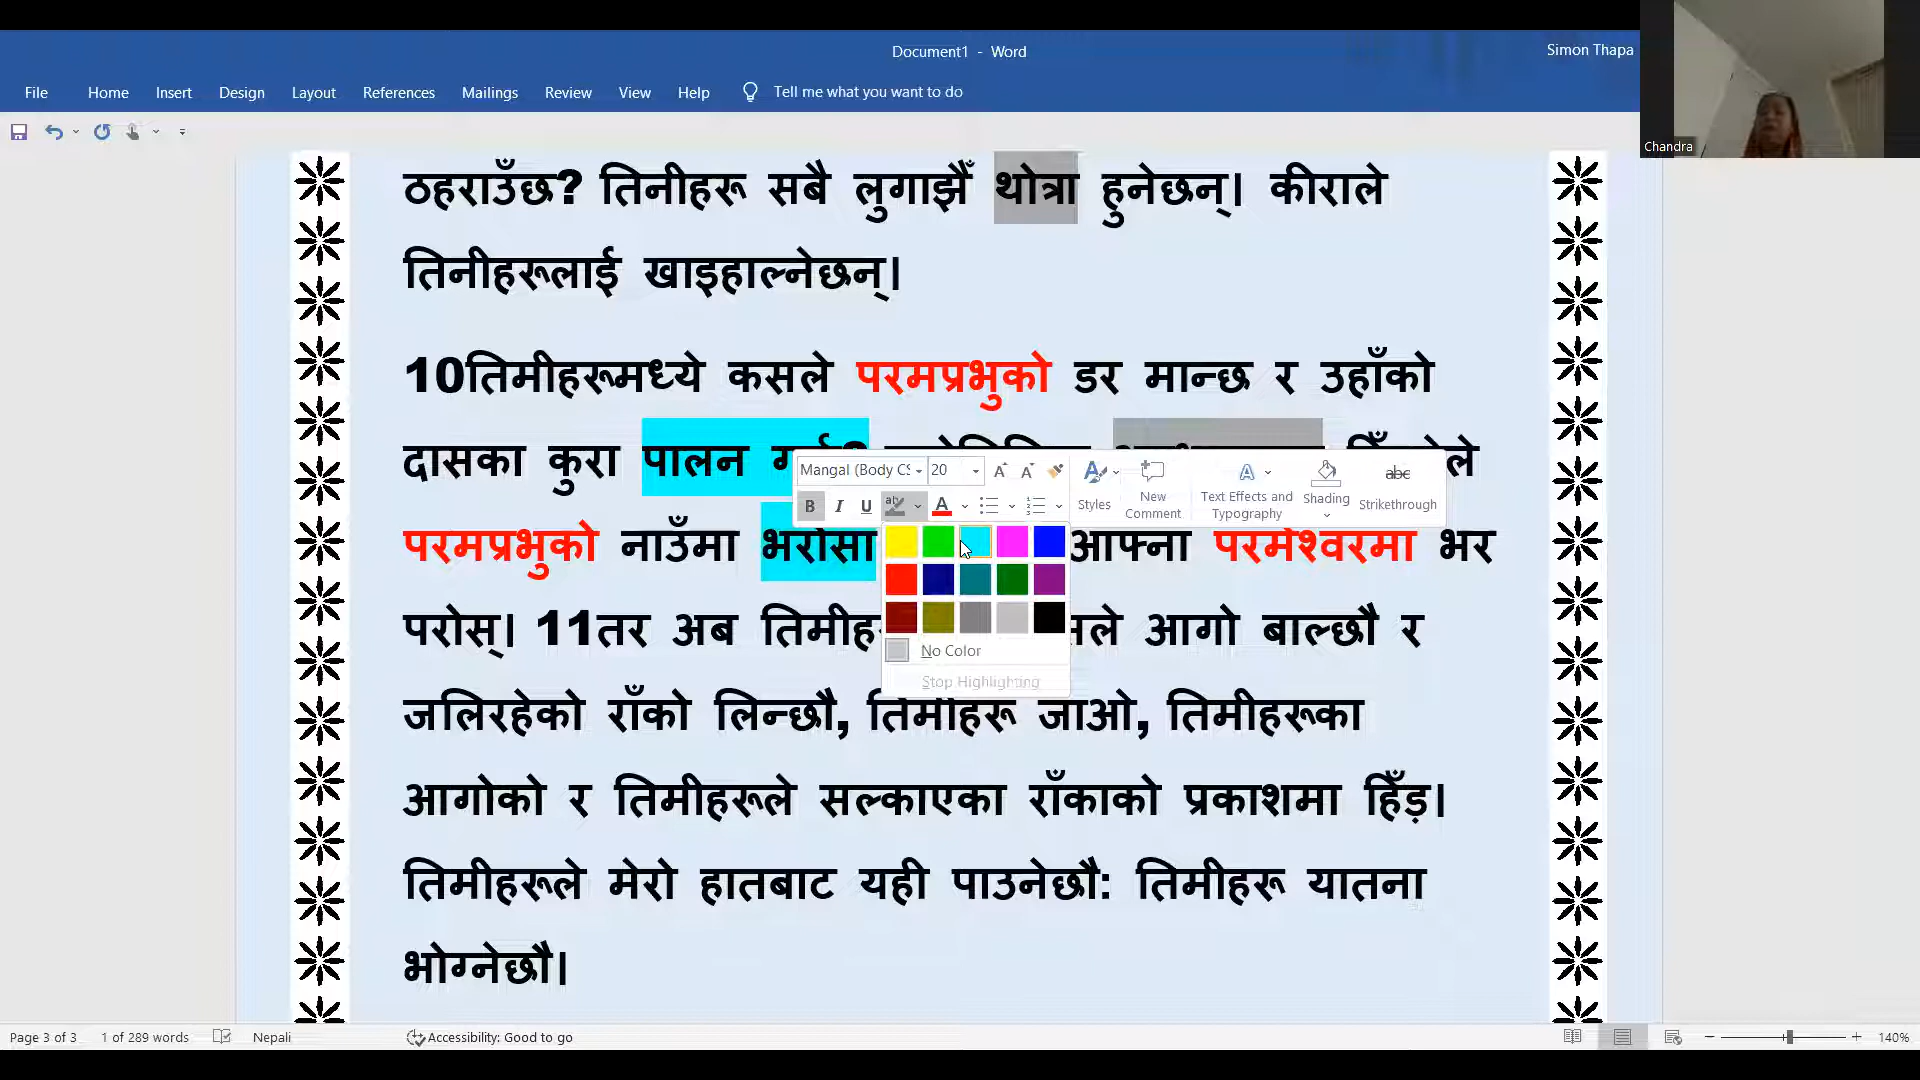 Document1 - Word
Simon Thapa
File Home Insert Design Layout References Mailings Review View Help Tell me what you want to do
Chandra
ठहराउँछ? तिनीहरू सबै लुगाझैँ थोत्रा हुनेछन्। कीराले
तिनीहरूलाई खाइहाल्नेछन्।
10तिमीहरूमध्ये कसले परमप्रभुको डर मान्छ र उहाँको
दासका कुरा पालन
Mangal (Body CS 20
Styles New Comment Text Effects and Typography Shading Strikethrough
परमप्रभुको नाउँमा भरोसा आफ्ना परमेश्वरमा भर
परोस्। 11तर अब आगो बाल्छौ र
No Color
Stop Highlighting
जलिरहेको राँको लिन्छौ, तिमीहरू जाओ, तिमीहरूका
आगोको र तिमीहरूले सल्काएका राँकाको प्रकाशमा हिँड़।
तिमीहरूले मेरो हातबाट यही पाउनेछौ: तिमीहरू यातना
भोग्नेछौ।
Page 3 of 3 1 of 289 words Nepali Accessibility: Good to go 140%